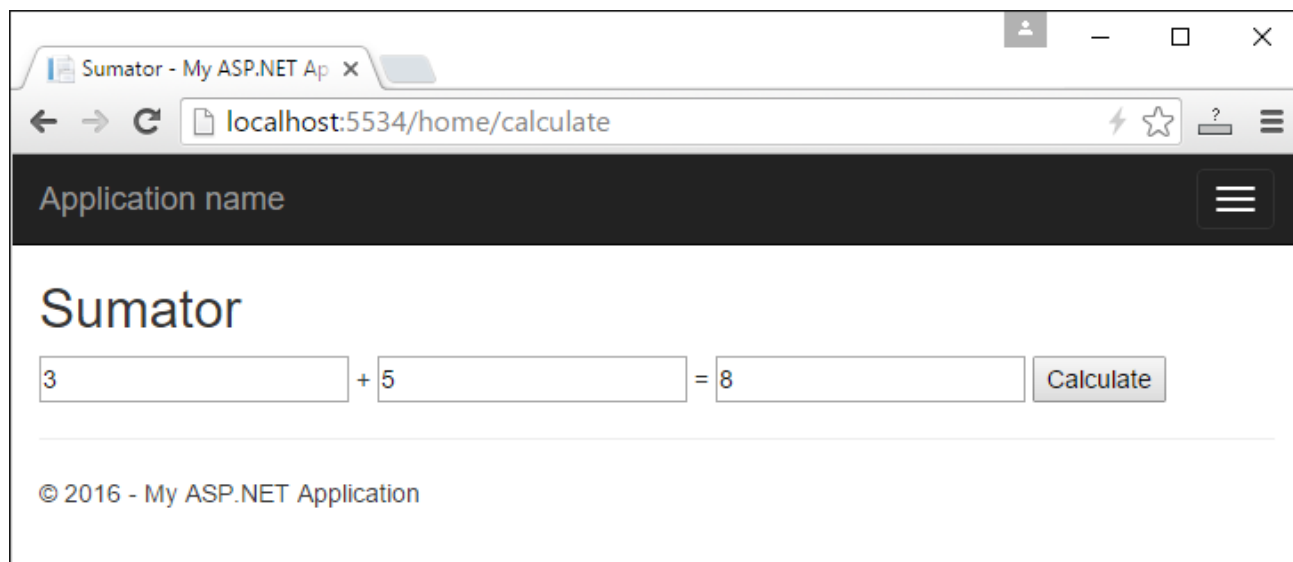 Sumator - My ASP.NET Ap
localhost:5534/home/calculate
?
Application name
Sumator
3 + 5 = 8 Calculate
© 2016 - My ASP.NET Application